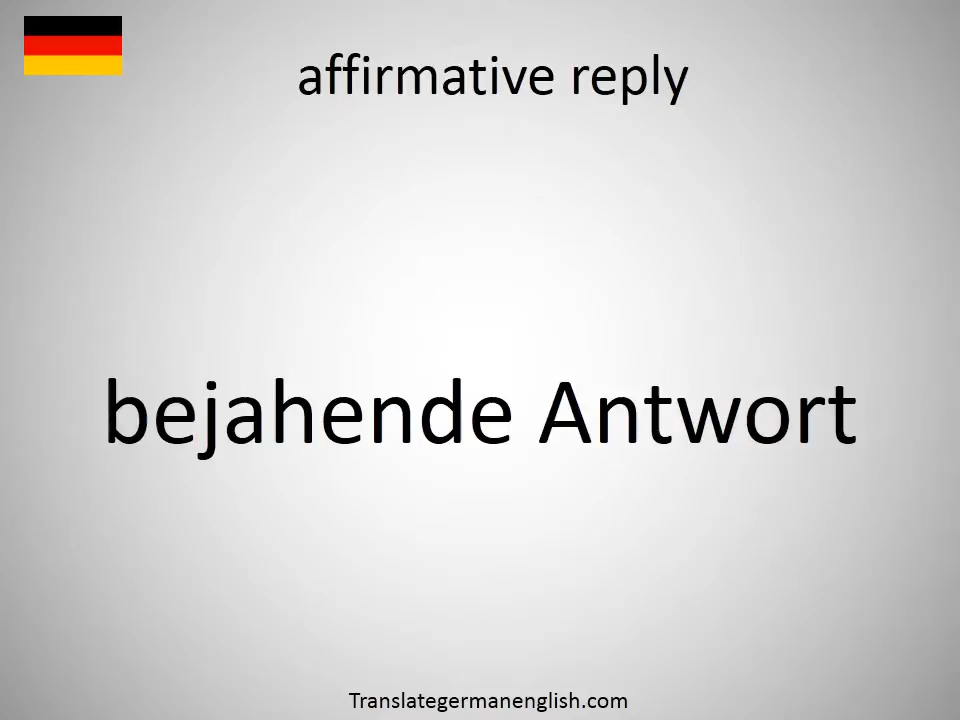 affirmative reply
bejahende Antwort
Translategermanenglish.com